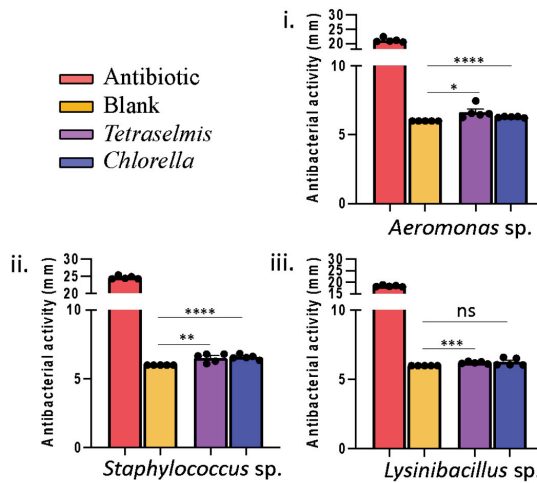 i.
Antibiotic
Blank
Tetraselmis
Chlorella
Antibacterial activity (mm)
30
25
20
15
10
5
0
****
*
Aeromonas sp.
ii.
Antibacterial activity (mm)
30
25
20
15
10
5
0
****
**
Staphylococcus sp.
iii.
Antibacterial activity (mm)
30
25
20
15
10
5
0
ns
***
Lysinibacillus sp.